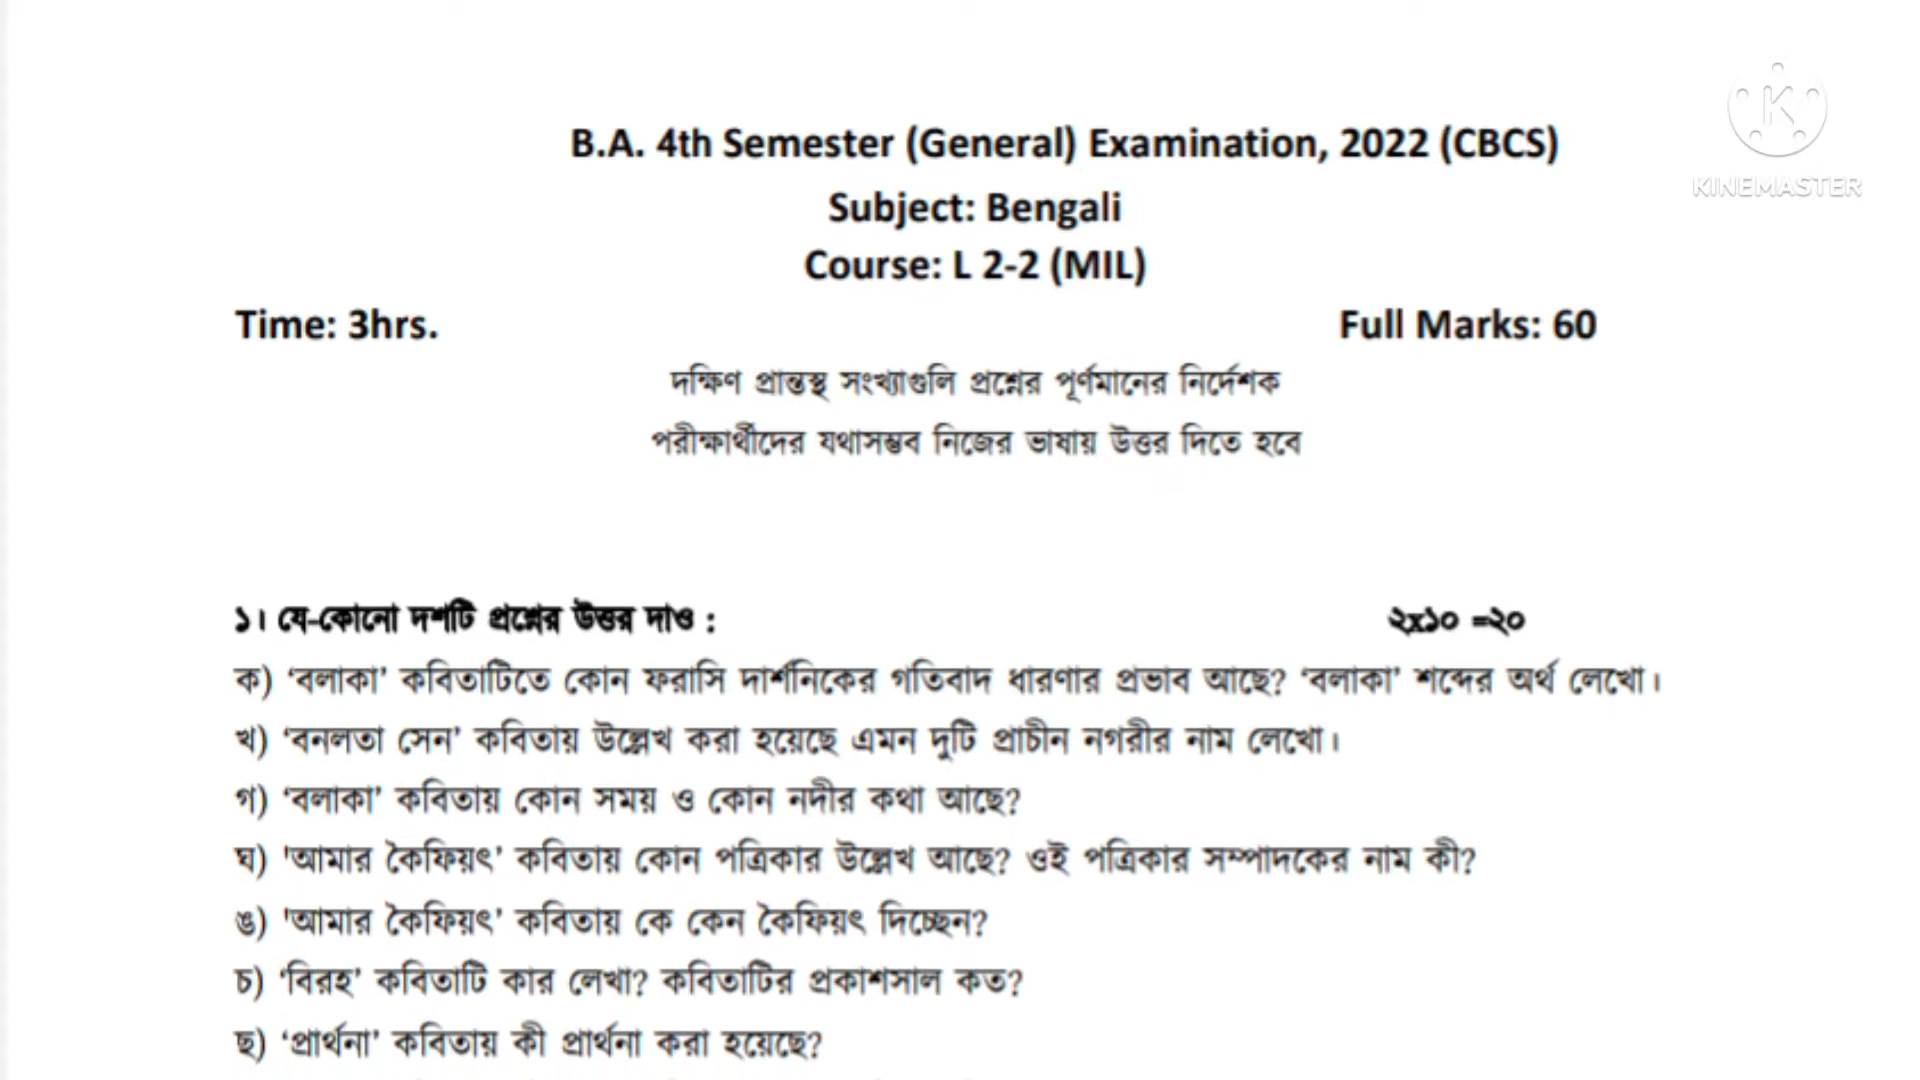 B.A. 4th Semester (General) Examination, 2022 (CBCS)
KINEMASTER
Subject: Bengali
Course: L 2-2 (MIL)
Time: 3hrs. Full Marks: 60
দক্ষিণ প্রান্তস্থ সংখ্যাগুলি প্রশ্নের পূর্ণমানের নির্দেশক
পরীক্ষার্থীদের যথাসম্ভব নিজের ভাষায় উত্তর দিতে হবে
১। যে-কোনো দশটি প্রশ্নের উত্তর দাও : ২x১০ =২০
ক) ‘বলাকা’ কবিতাটিতে কোন ফরাসি দার্শনিকের গতিবাদ ধারণার প্রভাব আছে? ‘বলাকা’ শব্দের অর্থ লেখো।
খ) ‘বনলতা সেন’ কবিতায় উল্লেখ করা হয়েছে এমন দুটি প্রাচীন নগরীর নাম লেখো।
গ) ‘বলাকা’ কবিতায় কোন সময় ও কোন নদীর কথা আছে?
ঘ) 'আমার কৈফিয়ৎ’ কবিতায় কোন পত্রিকার উল্লেখ আছে? ওই পত্রিকার সম্পাদকের নাম কী?
ঙ) 'আমার কৈফিয়ৎ’ কবিতায় কে কেন কৈফিয়ৎ দিচ্ছেন?
চ) ‘বিরহ’ কবিতাটি কার লেখা? কবিতাটির প্রকাশসাল কত?
ছ) ‘প্রার্থনা’ কবিতায় কী প্রার্থনা করা হয়েছে?